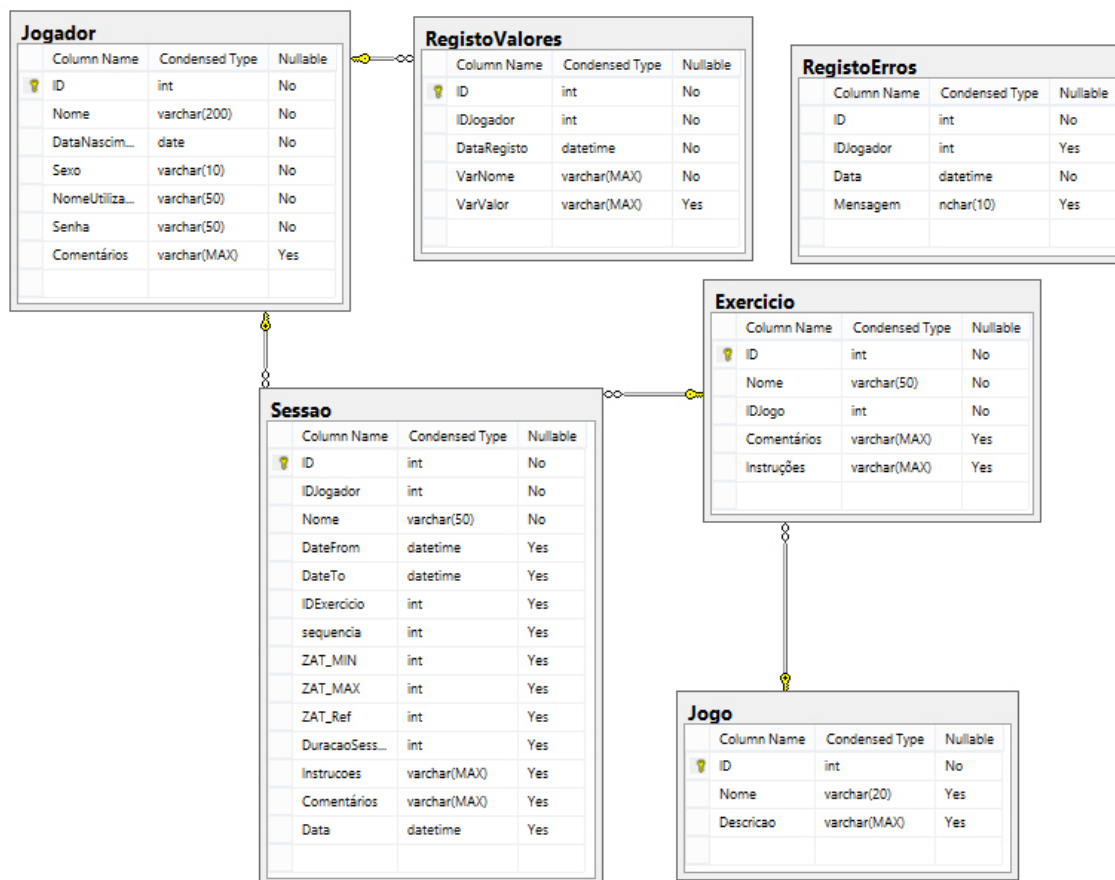 Jogador
Column Name Condensed Type Nullable
ID int No
Nome varchar(200) No
DataNascim... date No
Sexo varchar(10) No
NomeUtiliza... varchar(50) No
Senha varchar(50) No
Comentários varchar(MAX) Yes
RegistoValores
Column Name Condensed Type Nullable
ID int No
IDJogador int No
DataRegisto datetime No
VarNome varchar(MAX) No
VarValor varchar(MAX) Yes
RegistoErros
Column Name Condensed Type Nullable
ID int No
IDJogador int Yes
Data datetime No
Mensagem nchar(10) Yes
Exercicio
Column Name Condensed Type Nullable
ID int No
Nome varchar(50) No
IDJogo int No
Comentários varchar(MAX) Yes
Instruções varchar(MAX) Yes
Sessao
Column Name Condensed Type Nullable
ID int No
IDJogador int No
Nome varchar(50) No
DateFrom datetime Yes
DateTo datetime Yes
IDExercicio int Yes
sequência int Yes
ZAT_MIN int Yes
ZAT_MAX int Yes
ZAT_Ref int Yes
DuracaoSess... int Yes
Instrucoes varchar(MAX) Yes
Comentários varchar(MAX) Yes
Data datetime Yes
Jogo
Column Name Condensed Type Nullable
ID int No
Nome varchar(20) Yes
Descricao varchar(MAX) Yes